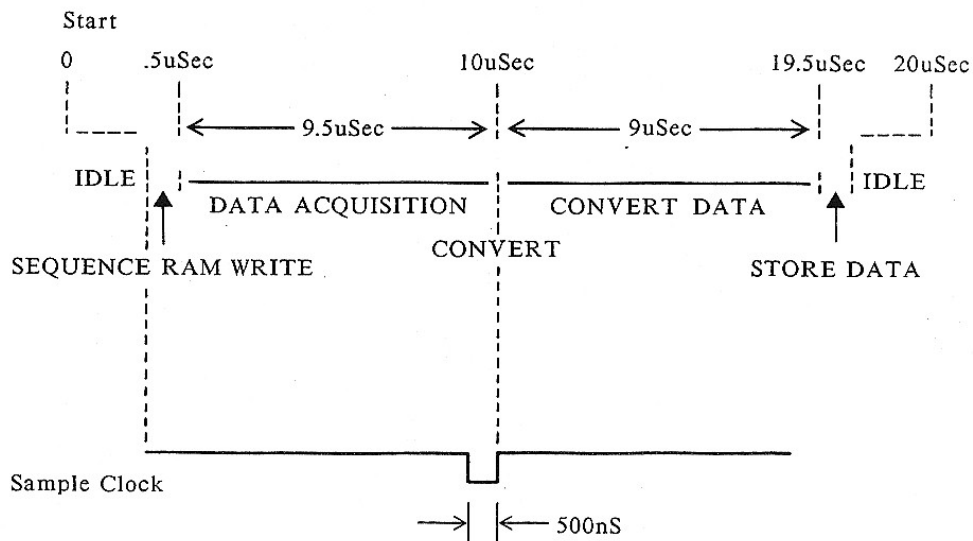 Start
0 .5uSec 10uSec 19.5uSec 20uSec
9.5uSec 9uSec
IDLE IDLE
DATA ACQUISITION CONVERT DATA
CONVERT
SEQUENCE RAM WRITE STORE DATA
Sample Clock
500nS